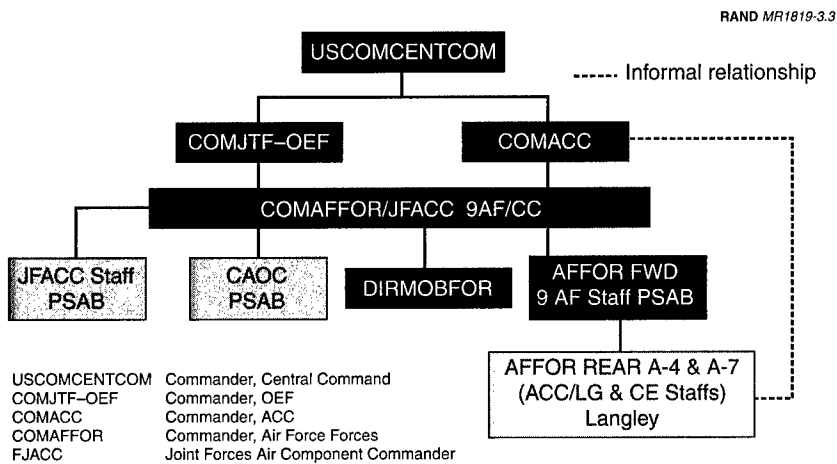 RAND MR1819-3.3
USCOMCENTCOM
Informal relationship
COMJTF–OEF
COMACC
COMAFFOR/JFACC 9AF/CC
JFACC Staff
PSAB
CAOC
PSAB
DIRMOBFOR
AFFOR FWD
9 AF Staff PSAB
AFFOR REAR A-4 & A-7
(ACC/LG & CE Staffs)
Langley
USCOMCENTCOM Commander, Central Command
COMJTF–OEF Commander, OEF
COMACC Commander, ACC
COMAFFOR Commander, Air Force Forces
FJACC Joint Forces Air Component Commander